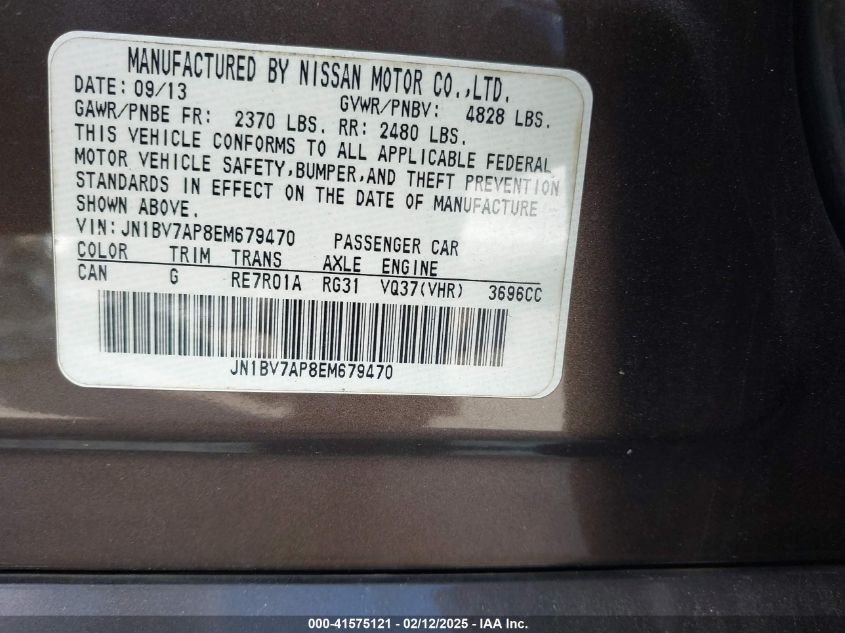 MANUFACTURED BY NISSAN MOTOR CO.,LTD.
DATE: 09/13 GVWR/PNBV: 4828 LBS.
GAWR/PNBE FR: 2370 LBS. RR: 2480 LBS.
THIS VEHICLE CONFORMS TO ALL APPLICABLE FEDERAL
MOTOR VEHICLE SAFETY,BUMPER,AND THEFT PREVENTION
STANDARDS IN EFFECT ON THE DATE OF MANUFACTURE
SHOWN ABOVE.
VIN:JN1BV7AP8EM679470 PASSENGER CAR
COLOR TRIM TRANS AXLE ENGINE
CAN G RE7R01A RG31 VQ37(VHR) 3696CC
JN1BV7AP8EM679470
000-41575121 - 02/12/2025 - IAA Inc.